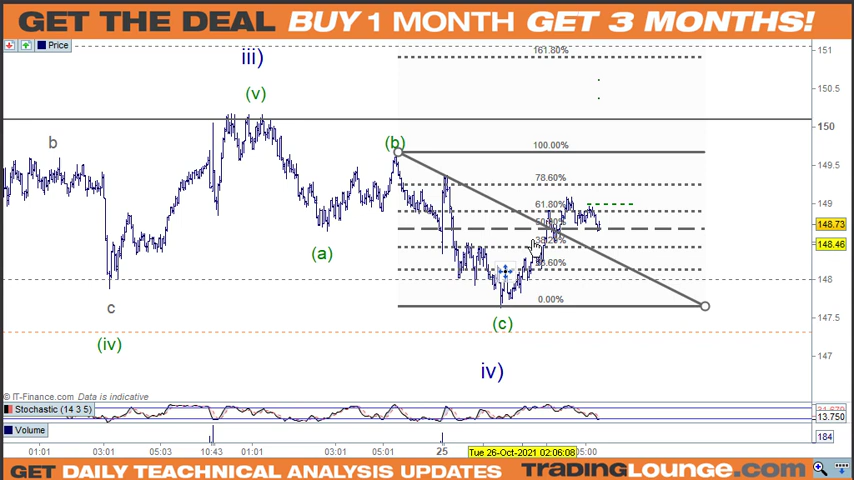 GET THE DEAL BUY 1 MONTH GET 3 MONTHS!
Price
161.80%
151
iii)
(v)
150.5
150
b
(b)
100.00%
149.5
78.60%
61.80%
149
148.73
(a)
148.46
148
c
0.00%
(c)
147.5
(iv)
iv)
147
© IT-Finance.com Data is indicative
Stochastic (14 3 5)
13.750
Volume
184
01:01 03:01 05:03 10:43 01:01 03:01 05:01 25 Tue 26-Oct-2021 02:06:08 05:00
GET DAILY TEACHNICAL ANALYSIS UPDATES TRADINGLOUNGE.com